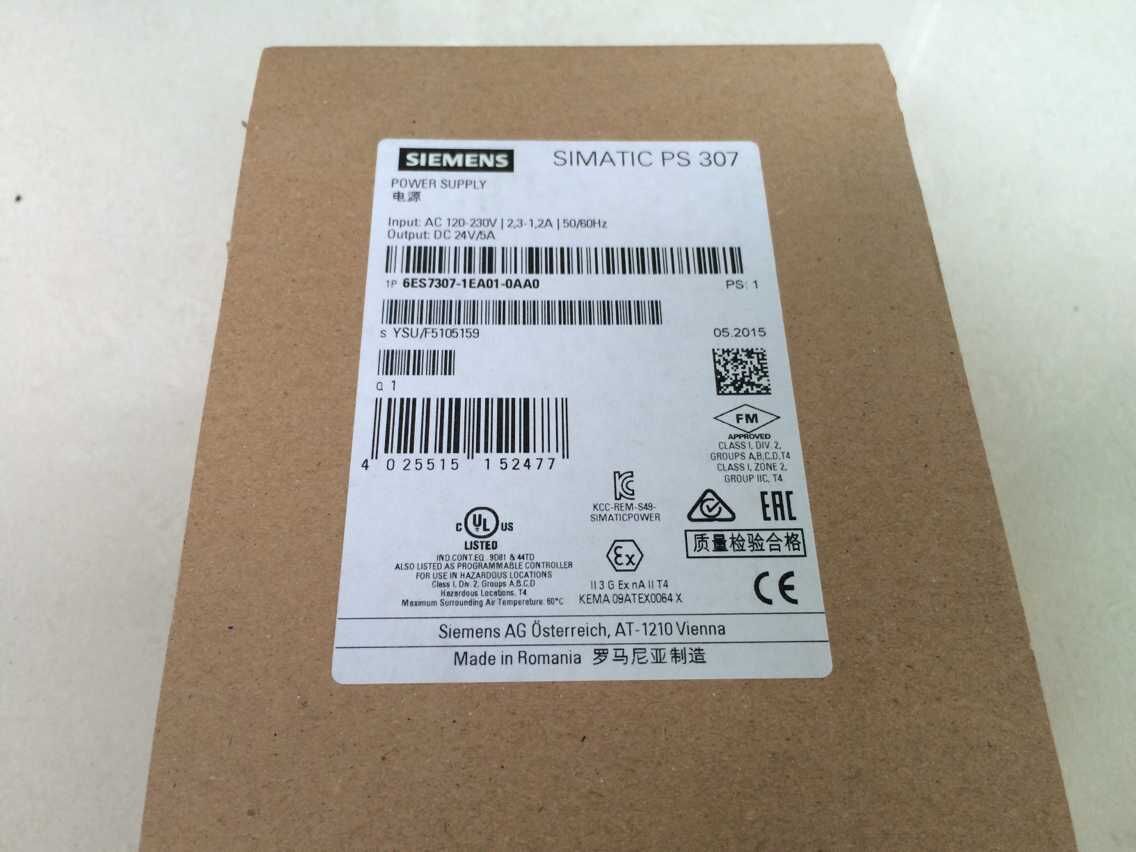 SIEMENS
SIMATIC PS 307
POWER SUPPLY
电源
Input: AC 120-230V | 2,3-1,2A | 50/60Hz
Output: DC 24V/5A
1P 6ES7307-1EA01-0AA0
PS: 1
S YSU/F5105159
05.2015
Q 1
4 025515 152477
FM
APPROVED
CLASS I, DIV. 2,
GROUPS A,B,C,D,T4
CLASS I, ZONE 2,
GROUP IIC, T4
KCC-REM-S49-
SIMATICPOWER
EAC
C UL US
LISTED
IND.CONT.EQ. 9D81 & 44TD
ALSO LISTED AS PROGRAMMABLE CONTROLLER
FOR USE IN HAZARDOUS LOCATIONS
Class I, Div. 2, Groups A,B,C,D
Hazardous Locations, T4
Maximum Surrounding Air Temperature: 60°C
Ex
II 3 G Ex nA II T4
KEMA 09ATEX0064 X
质量检验合格
CE
Siemens AG Österreich, AT-1210 Vienna
Made in Romania 罗马尼亚制造